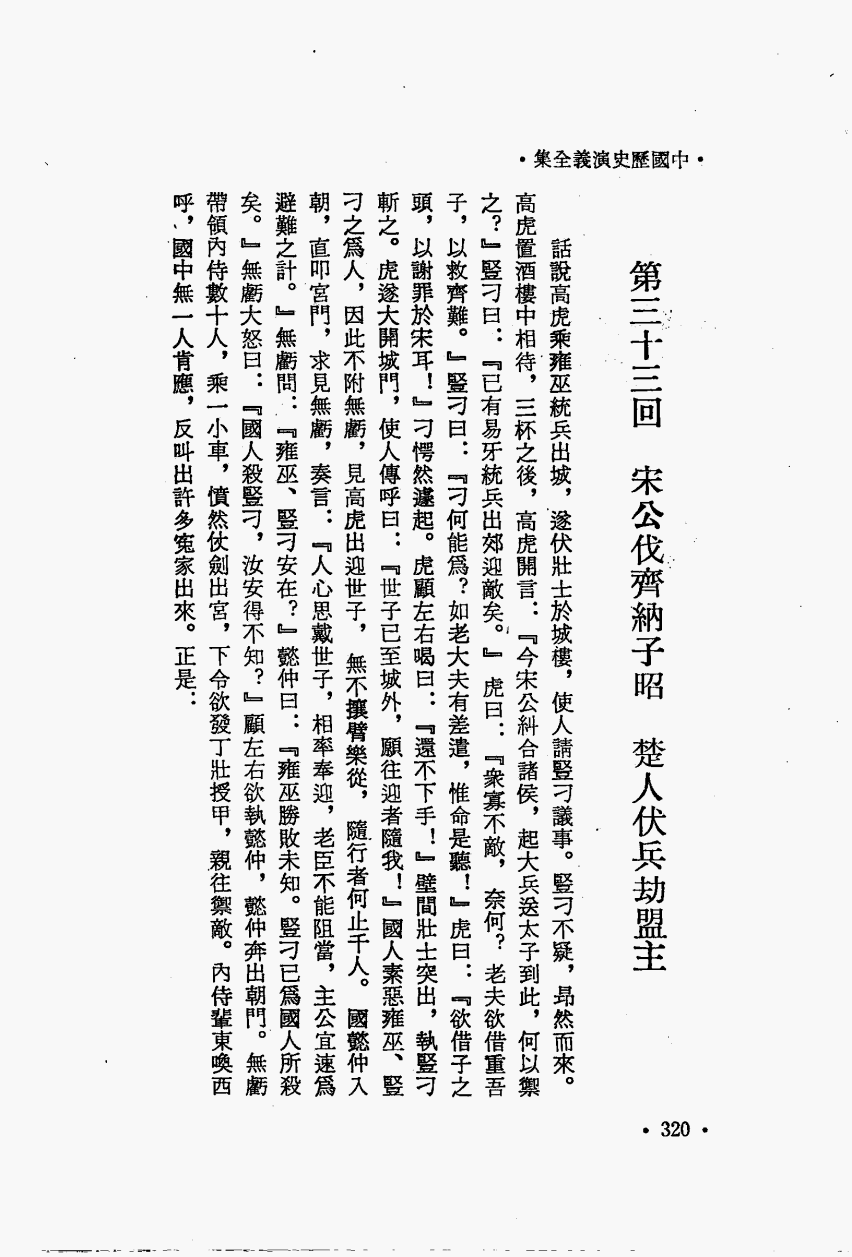 •中國歷史演義全集•
第三十三回　宋公伐齊納子昭　楚人伏兵劫盟主
話說高虎乘雍巫統兵出城，遂伏壯士於城樓，使人請豎刁議事。豎刁不疑，昂然而來。
高虎置酒樓中相待，三杯之後，高虎開言：『今宋公糾合諸侯，起大兵送太子到此，何以禦
之？』豎刁曰：『已有易牙統兵出郊迎敵矣。』虎曰：『衆寡不敵，奈何？老夫欲借重吾
子，以救齊難。』豎刁曰：『刁何能爲？如老大夫有差遣，惟命是聽！』虎曰：『欲借子之
頭，以謝罪於宋耳！』刁愕然遽起。虎顧左右喝曰：『還不下手！』壁間壯士突出，執豎刁
斬之。虎遂大開城門，使人傳呼曰：『世子已至城外，願往迎者隨我！』國人素惡雍巫、豎
刁之爲人，因此不附無虧，見高虎出迎世子，無不攘臂樂從，隨行者何止千人。國懿仲入
朝，直叩宮門，求見無虧，奏言：『人心思戴世子，相率奉迎，老臣不能阻當，主公宜速爲
避難之計。』無虧問：『雍巫、豎刁安在？』懿仲曰：『雍巫勝敗未知。豎刁已爲國人所殺
矣。』無虧大怒曰：『國人殺豎刁，汝安得不知？』顧左右欲執懿仲，懿仲奔出朝門。無虧
帶領內侍數十人，乘一小車，憤然仗劍出宮，下令欲發丁壯授甲，親往禦敵。內侍輩東喚西
呼，國中無一人肯應，反叫出許多寃家出來。正是：
•320•